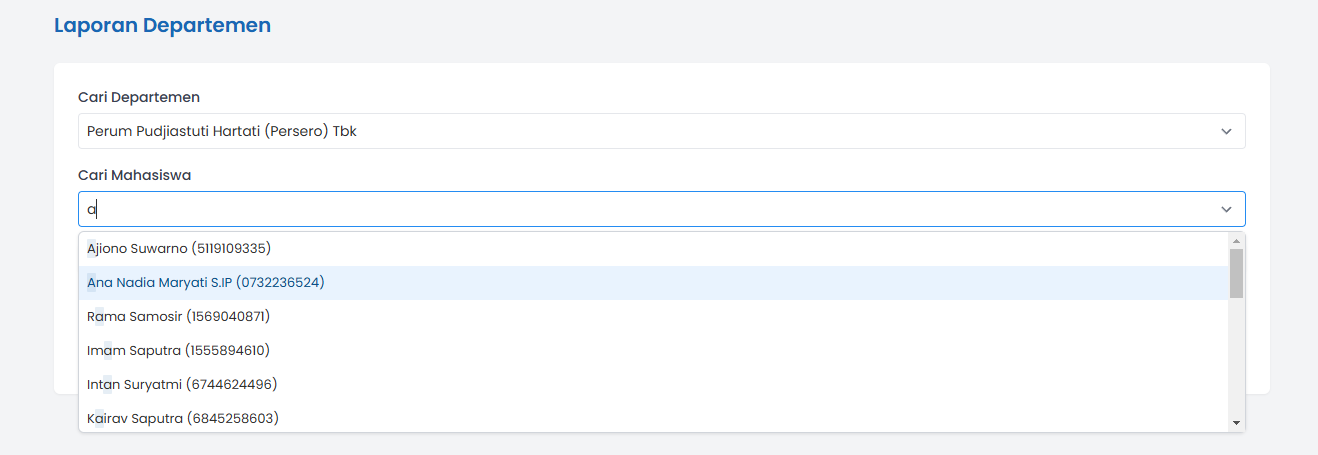 Laporan Departemen
Cari Departemen
Perum Pudjiastuti Hartati (Persero) Tbk
Cari Mahasiswa
a
Ajiono Suwarno (5119109335)
Ana Nadia Maryati S.IP (0732236524)
Rama Samosir (1569040871)
Imam Saputra (1555894610)
Intan Suryatmi (6744624496)
Kairav Saputra (6845258603)